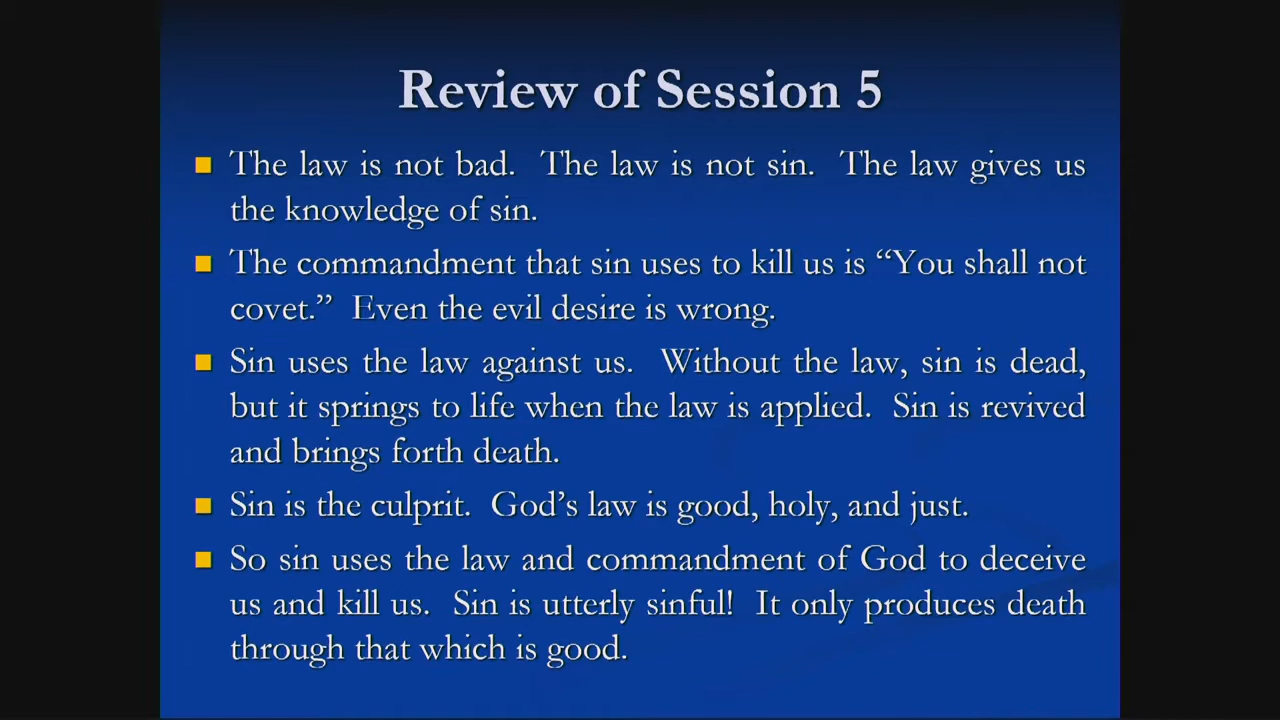 Review of Session 5
The law is not bad. The law is not sin. The law gives us
the knowledge of sin.
The commandment that sin uses to kill us is “You shall not
covet.” Even the evil desire is wrong.
Sin uses the law against us. Without the law, sin is dead,
but it springs to life when the law is applied. Sin is revived
and brings forth death.
Sin is the culprit. God’s law is good, holy, and just.
So sin uses the law and commandment of God to deceive
us and kill us. Sin is utterly sinful! It only produces death
through that which is good.